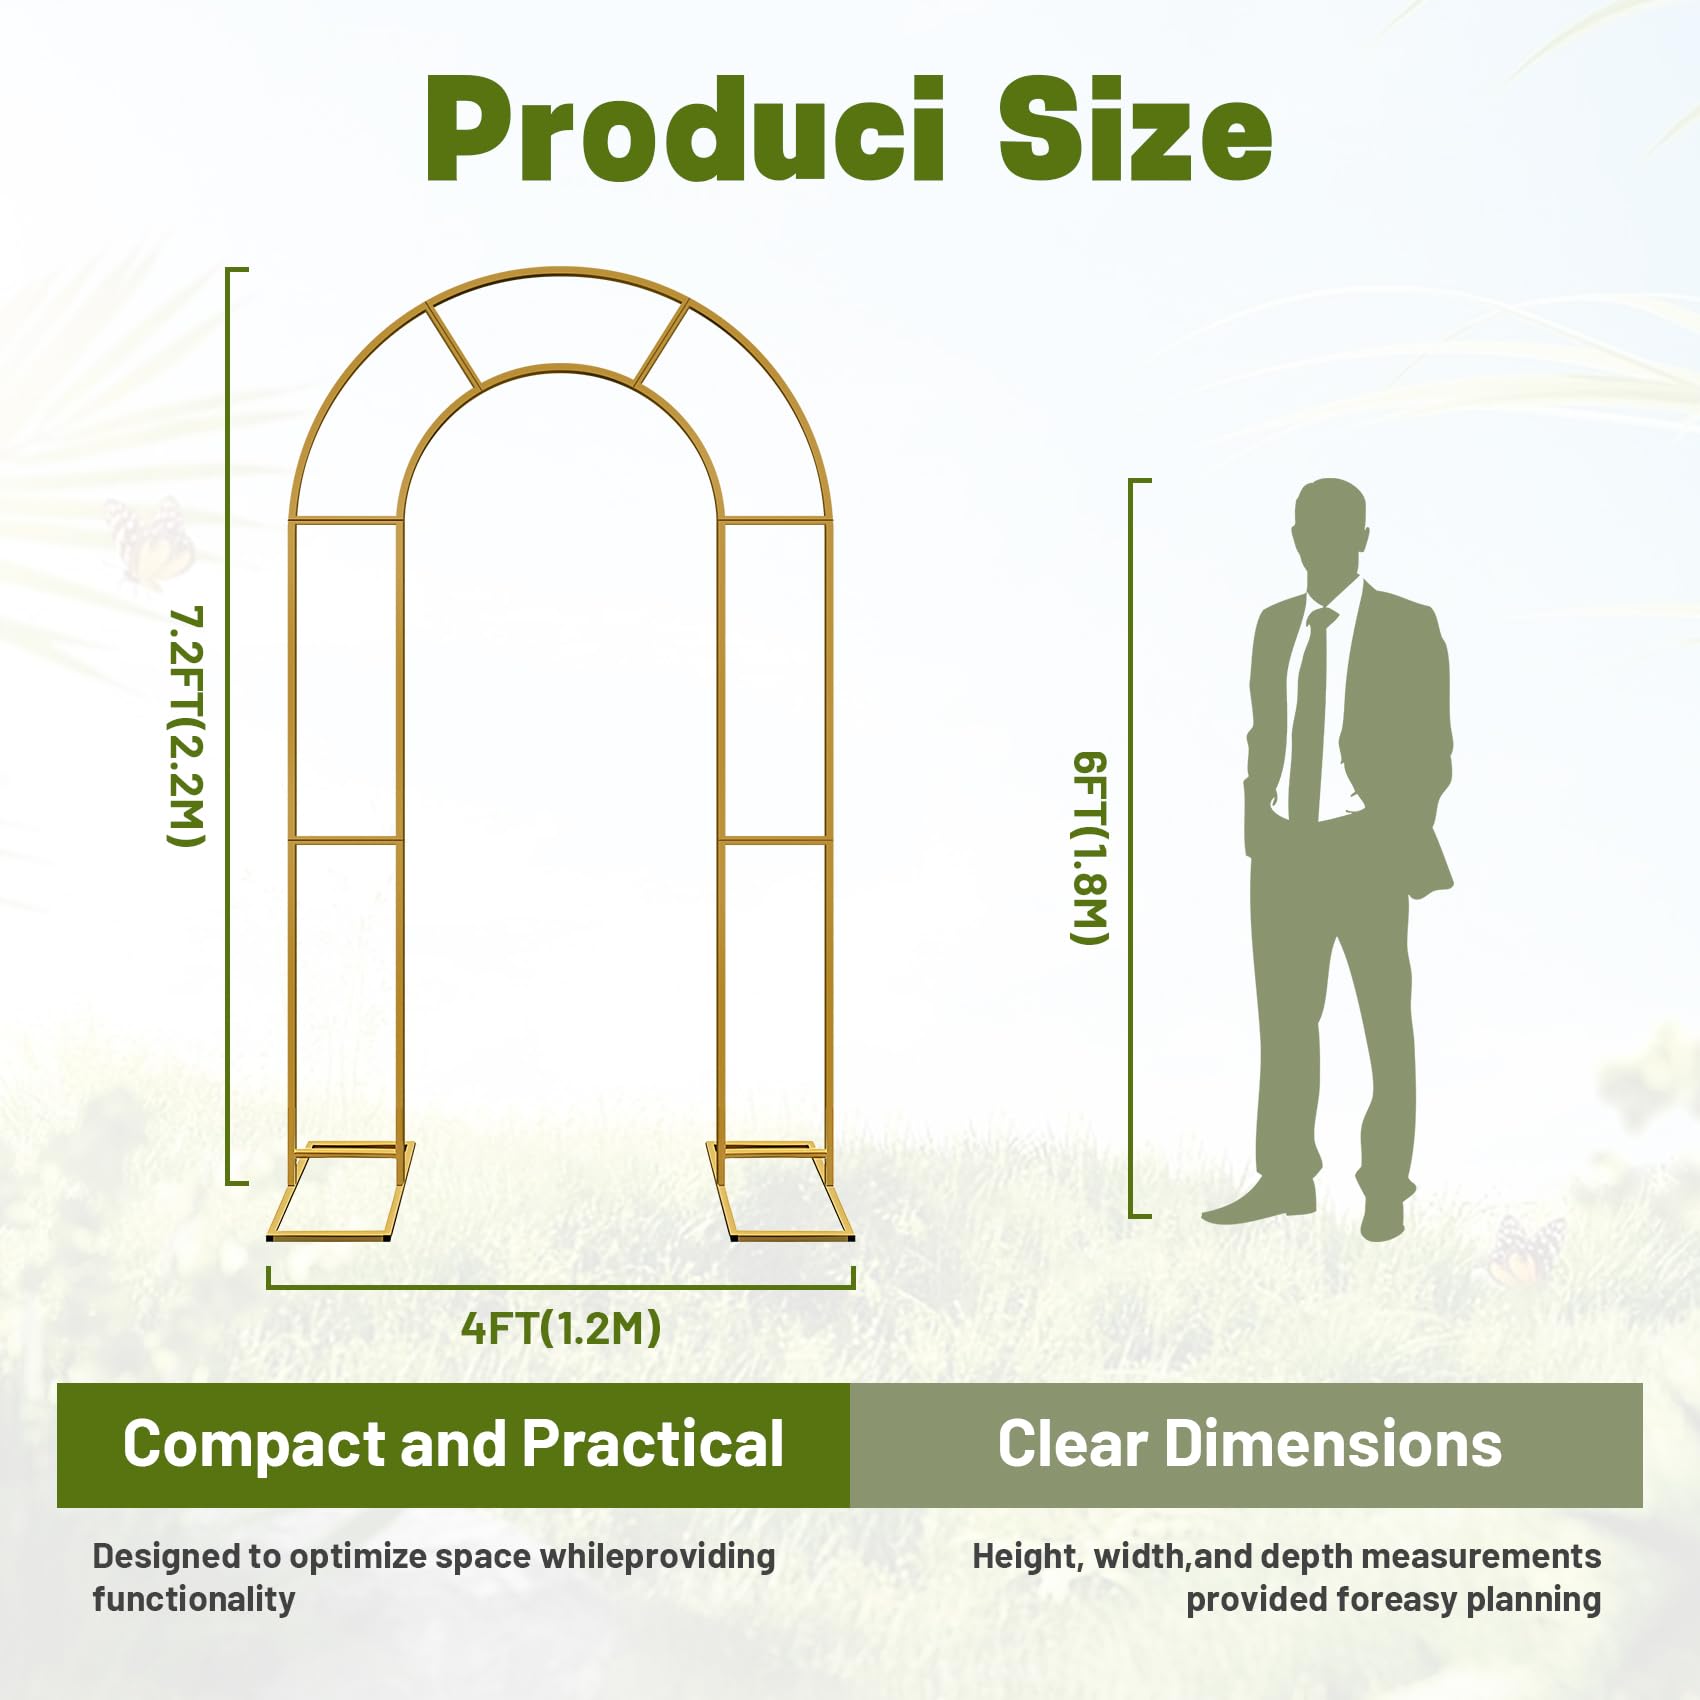 Produci Size
7.2FT(2.2M)
6FT(1.8M)
4FT(1.2M)
Compact and Practical
Clear Dimensions
Designed to optimize space whileproviding
functionality
Height, width,and depth measurements
provided foreasy planning